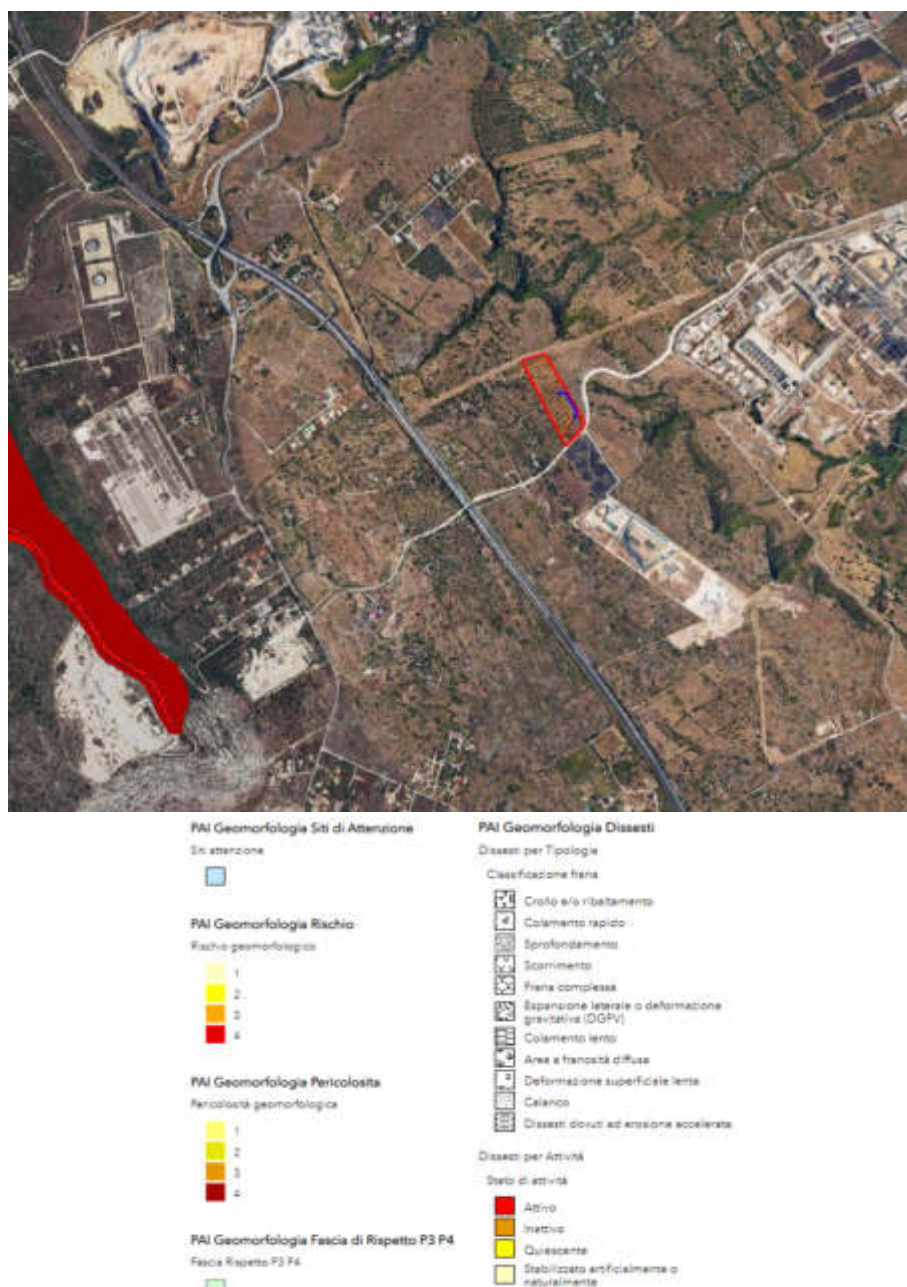 PAI Geomorfologia Siti di Attenzione
Siti attenzione
PAI Geomorfologia Rischio
Rischio geomorfologico
1
2
3
4
PAI Geomorfologia Pericolosita
Pericolosità geomorfologica
1
2
3
4
PAI Geomorfologia Fascia di Rispetto P3 P4
Fascia Rispetto P3 P4
PAI Geomorfologia Dissesti
Dissesti per Tipologie
Classificazione frana
Crollo e/o ribaltamento
Colamento rapido
Sprofondamento
Scorrimento
Frana complessa
Espansione laterale o deformazione
gravitativa (DGPV)
Colamento lento
Area a franosità diffusa
Deformazione superficiale lenta
Calanco
Dissesti dovuti ad erosione accelerata
Dissesti per Attività
Stato di attività
Attivo
Inattivo
Quiescente
Stabilizzato artificialmente o
naturalmente